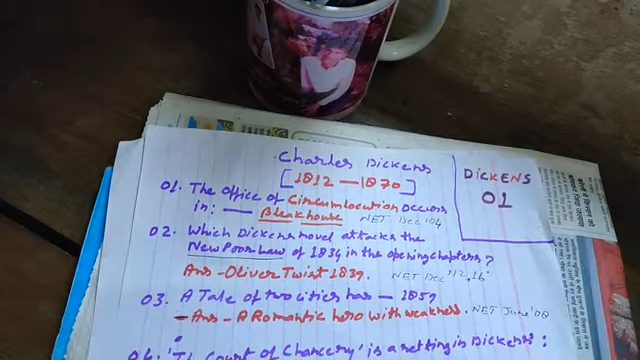 Charles Dickens
[1812 — 1870]
DICKENS
01
01. The Office of Circumlocution occurs
in: — Bleakhouse NET Dec '04
02. Which Dickens novel attacks the
New Poor Law of 1834 in the opening chapters?
Ans - Oliver Twist 1839. NET Dec '12, 16
03. A Tale of two cities has — 1859
- Ans - A Romantic hero with weakness. NET June '08
04. 'The Court of Chancery' is a setting in Dickens':